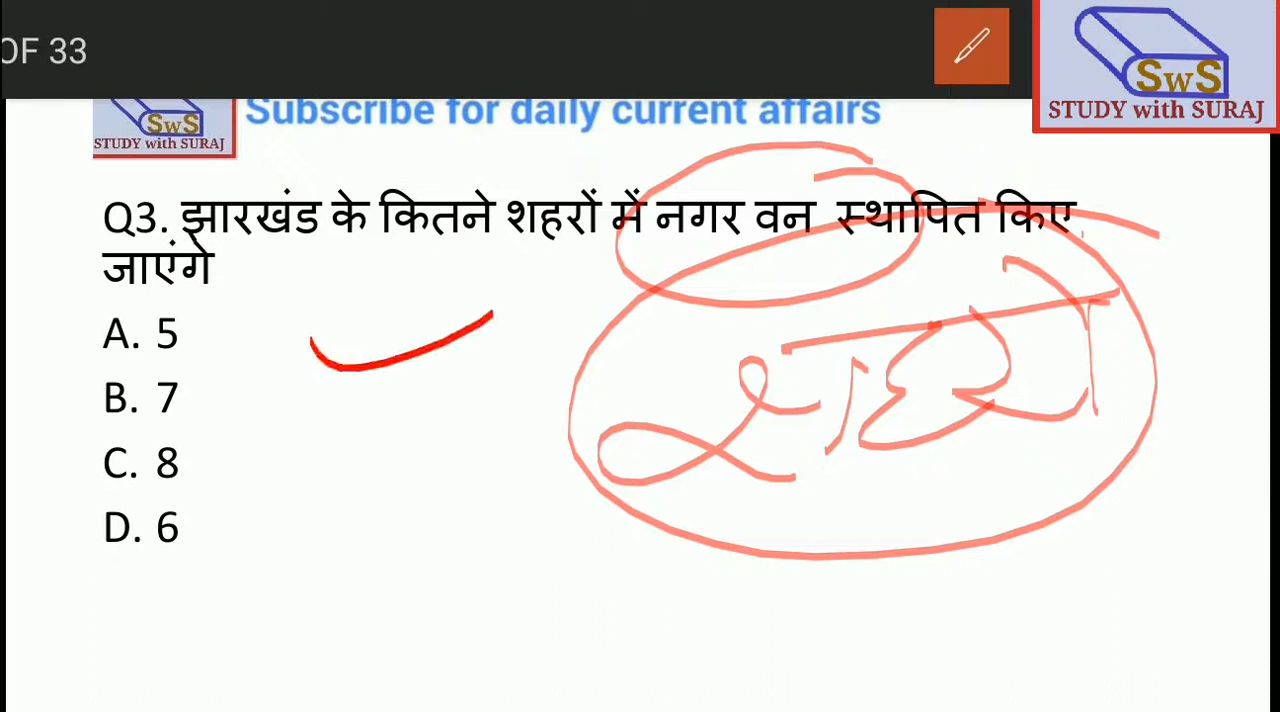 OF 33
SwS
STUDY with SURAJ
SwS
STUDY with SURAJ
Subscribe for daily current affairs
Q3. झारखंड के कितने शहरों में नगर वन स्थापित किए
जाएंगे
A. 5
B. 7
C. 8
D. 6